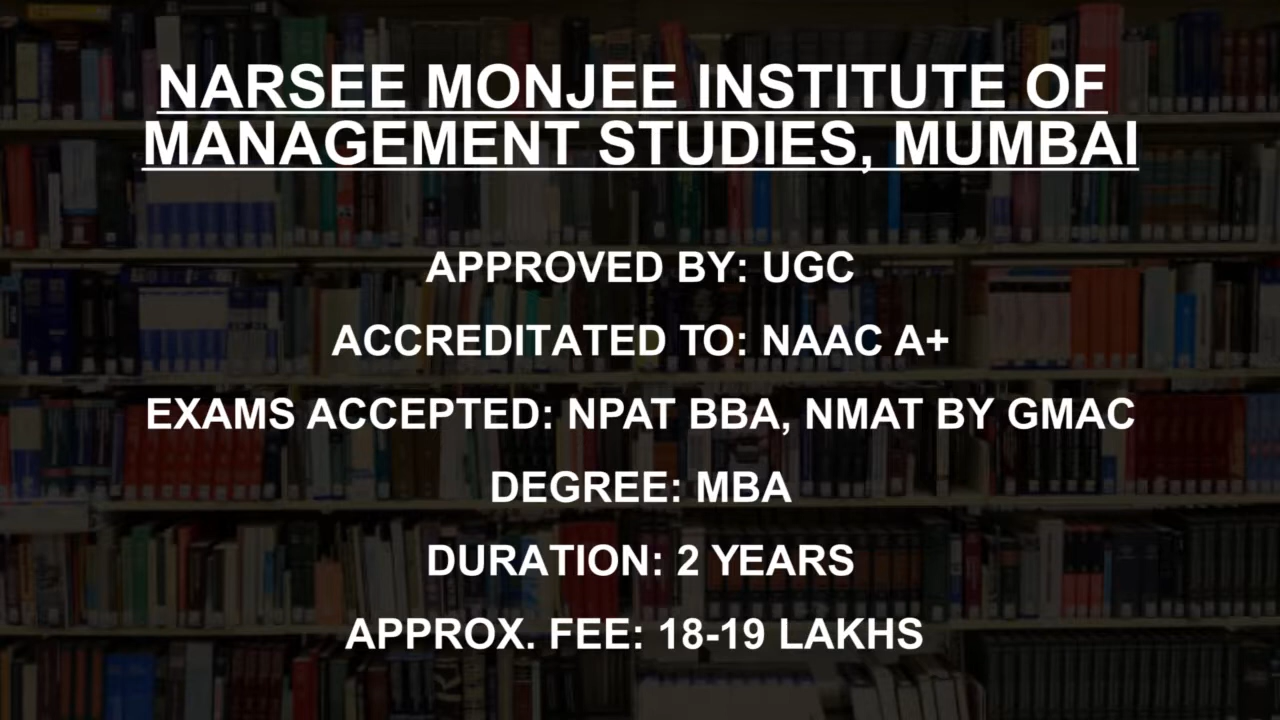 NARSEE MONJEE INSTITUTE OF
MANAGEMENT STUDIES, MUMBAI
APPROVED BY: UGC
ACCREDITATED TO: NAAC A+
EXAMS ACCEPTED: NPAT BBA, NMAT BY GMAC
DEGREE: MBA
DURATION: 2 YEARS
APPROX. FEE: 18-19 LAKHS